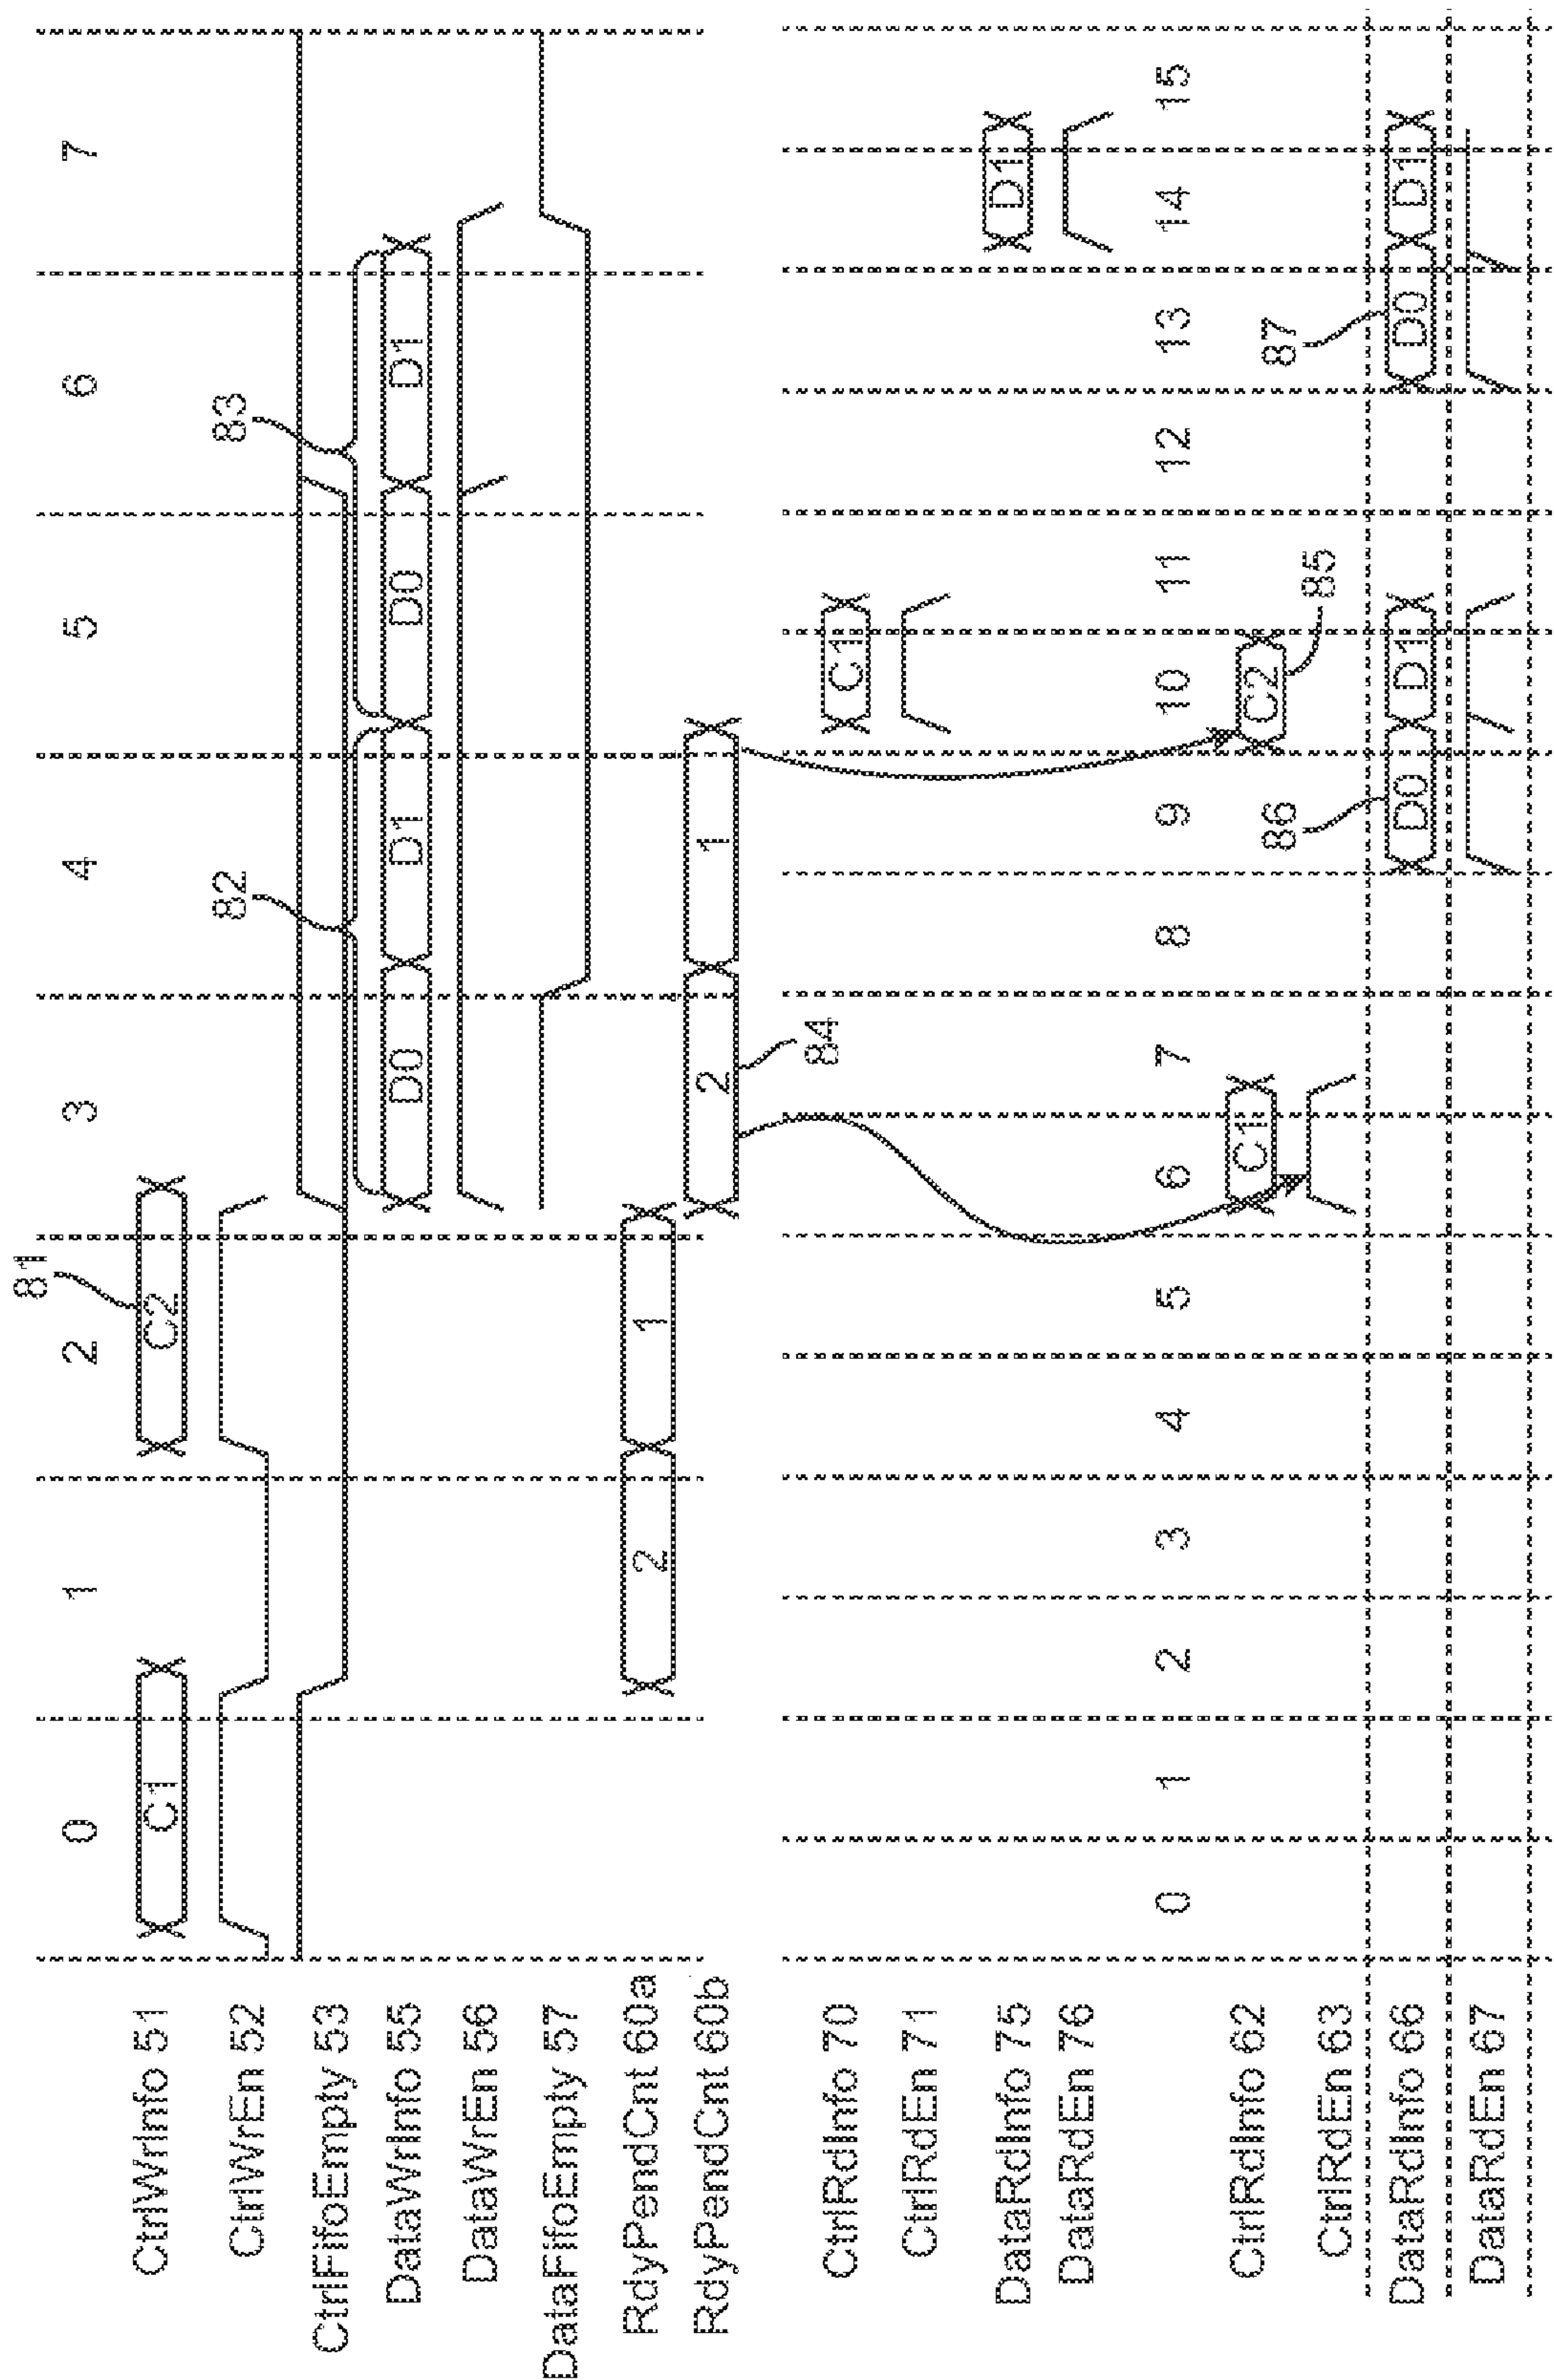 0 1 2 3 4 5 6 7
81
CtrlWrInfo 51 C1 C2
CtrlWrEn 52
82 83
CtrlFifoEmpty 53
DataWrInfo 55 D0 D1 D0 D1
DataWrEn 56
DataFifoEmpty 57
RdyPendCnt 60a 2 1
RdyPendCnt 60b 2 1
84
CtrlRdInfo 70 C1
CtrlRdEn 71
DataRdInfo 75 D1
DataRdEn 76
0 1 2 3 4 5 6 7 8 9 10 11 12 13 14 15
CtrlRdInfo 62 C1 C2
86 87
85
CtrlRdEn 63
DataRdInfo 66 D0 D1 D0 D1
DataRdEn 67